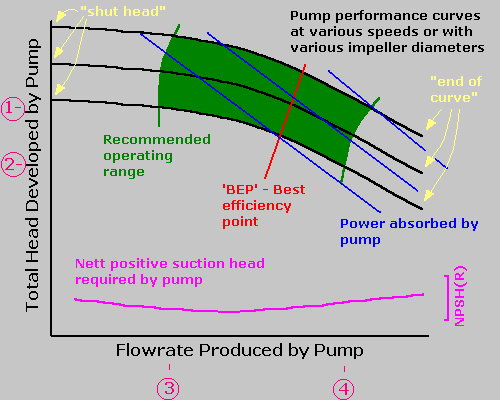 "shut head"
Pump performance curves
at various speeds or with
various impeller diameters
"end of
curve"
1
Recommended
operating
range
2
'BEP' - Best
efficiency
point
Power absorbed by
pump
Total Head Developed by Pump
Nett positive suction head
required by pump
NPSH(R)
Flowrate Produced by Pump
3
4